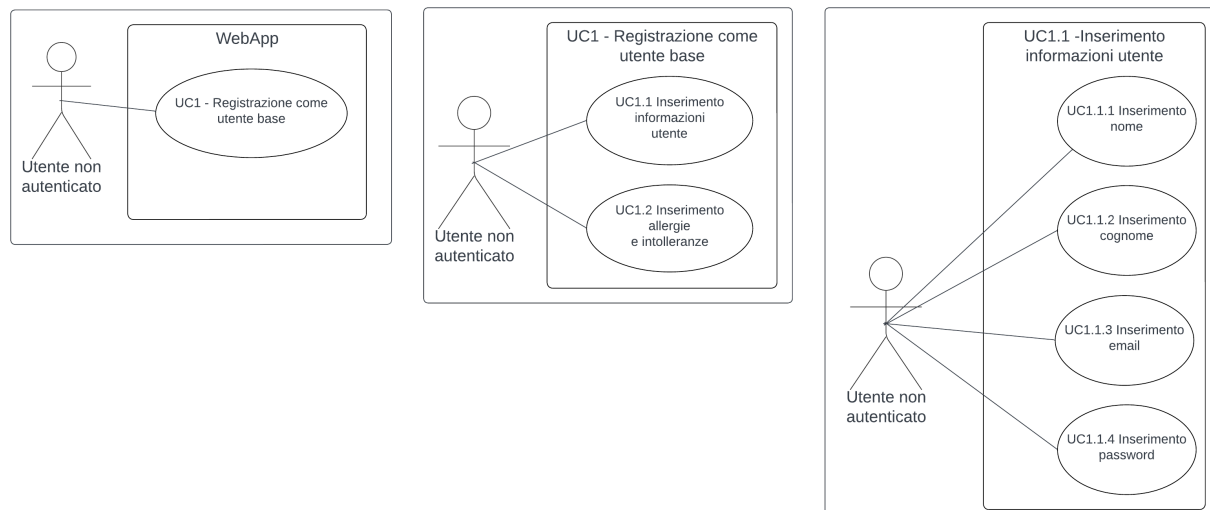 WebApp
UC1 - Registrazione come
utente base
Utente non
autenticato
UC1 - Registrazione come
utente base
UC1.1 Inserimento
informazioni
utente
UC1.2 Inserimento
allergie
e intolleranze
Utente non
autenticato
UC1.1 -Inserimento
informazioni utente
UC1.1.1 Inserimento
nome
UC1.1.2 Inserimento
cognome
UC1.1.3 Inserimento
email
UC1.1.4 Inserimento
password
Utente non
autenticato